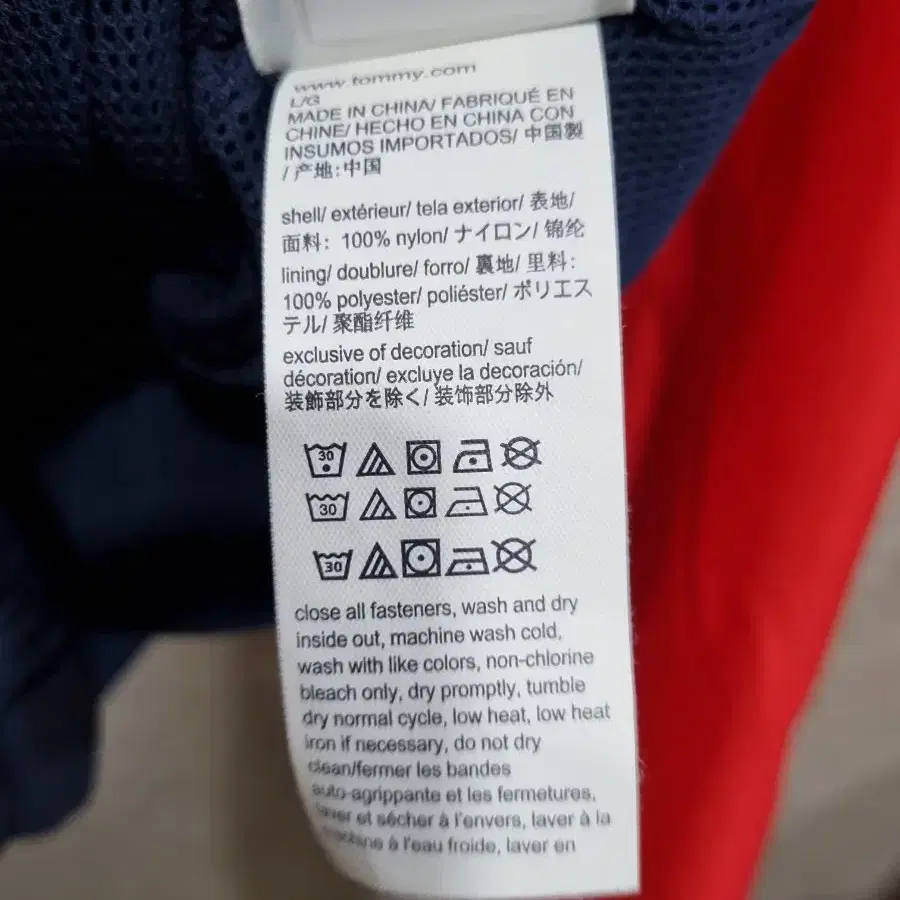 www.tommy.com
L/G
MADE IN CHINA/ FABRIQUÉ EN
CHINE/ HECHO EN CHINA CON
INSUMOS IMPORTADOS/ 中国製
/ 产地:中国
shell/ extérieur/ tela exterior/ 表地/
面料: 100% nylon/ ナイロン/ 锦纶
lining/ doublure/ forro/ 裏地/ 里料:
100% polyester/ poliéster/ ポリエス
テル/ 聚酯纤维
exclusive of decoration/ sauf
décoration/ excluye la decoración/
装飾部分を除く/ 装饰部分除外
30
30
30
close all fasteners, wash and dry
inside out, machine wash cold,
wash with like colors, non-chlorine
bleach only, dry promptly, tumble
dry normal cycle, low heat, low heat
iron if necessary, do not dry
clean/fermer les bandes
auto-agrippante et les fermetures,
laver et sécher à l'envers, laver à la
machine à l'eau froide, laver en